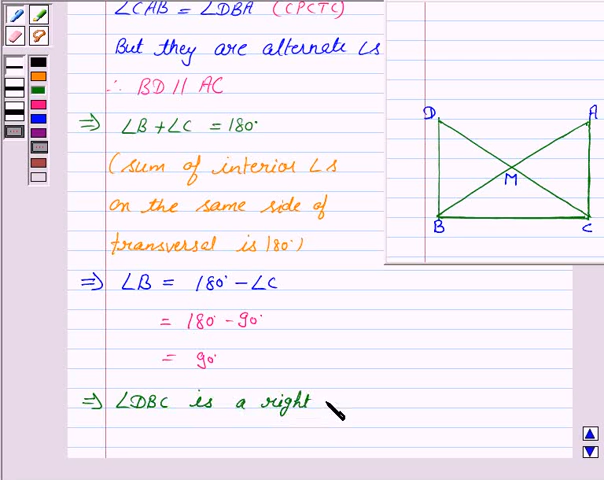 ∠CAB = ∠DBA (CPCTC)
But they are alternate ∠s
∴ BD || AC
⇒ ∠B + ∠C = 180°
(sum of interior ∠s
on the same side of
transversal is 180°)
⇒ ∠B = 180° - ∠C
= 180° - 90°
= 90°
⇒ ∠DBC is a right
D A
M
B C